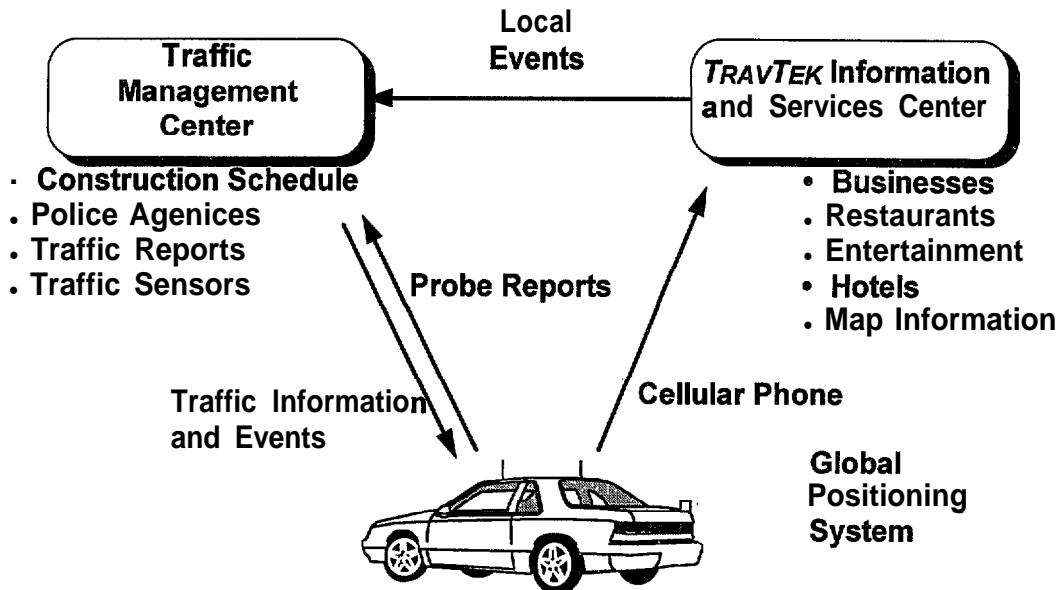 Traffic
Management
Center
Local
Events
TRAVTEK Information
and Services Center
· Construction Schedule
• Police Agenices
• Traffic Reports
• Traffic Sensors
• Businesses
• Restaurants
• Entertainment
• Hotels
• Map Information
Probe Reports
Traffic Information
and Events
Cellular Phone
Global
Positioning
System